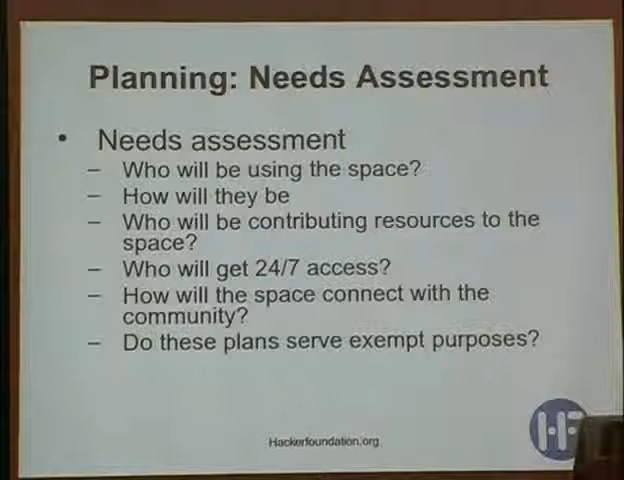 Planning: Needs Assessment
• Needs assessment
– Who will be using the space?
– How will they be
– Who will be contributing resources to the
space?
– Who will get 24/7 access?
– How will the space connect with the
community?
– Do these plans serve exempt purposes?
Hackerfoundation.org
HF